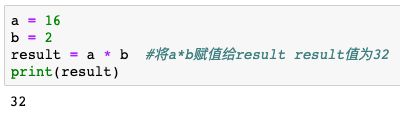 a = 16
b = 2
result = a * b  #将a*b赋值给result result值为32
print(result)
32